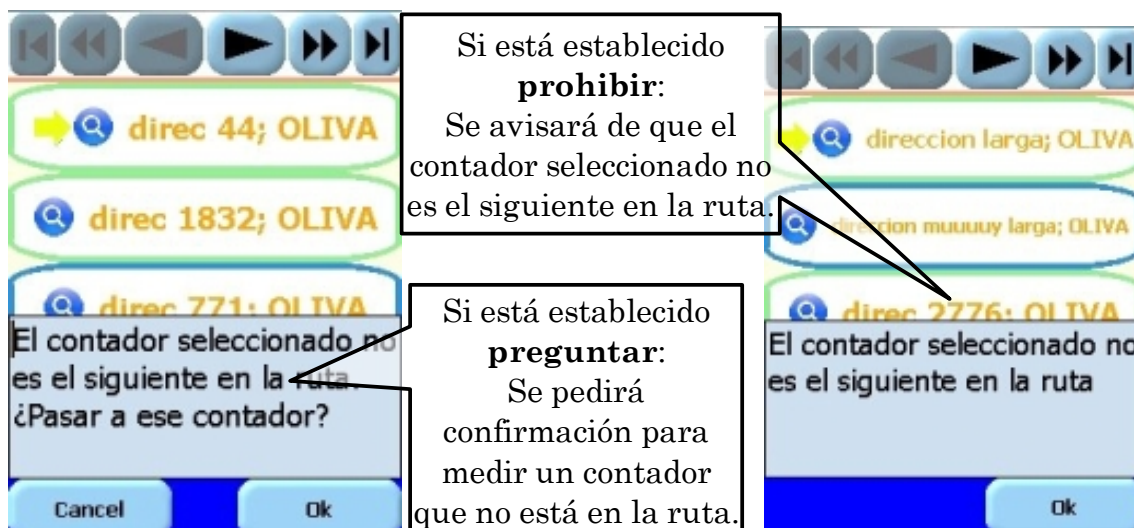 direc 44; OLIVA
direc 1832; OLIVA
direc 771; OLIVA
El contador seleccionado no
es el siguiente en la ruta.
¿Pasar a ese contador?
Cancel
Ok
Si está establecido
prohibir:
Se avisará de que el
contador seleccionado no
es el siguiente en la ruta.
Si está establecido
preguntar:
Se pedirá
confirmación para
medir un contador
que no está en la ruta.
direccion larga; OLIVA
direccion muuuuy larga; OLIVA
direc 2776; OLIVA
El contador seleccionado no
es el siguiente en la ruta
Ok